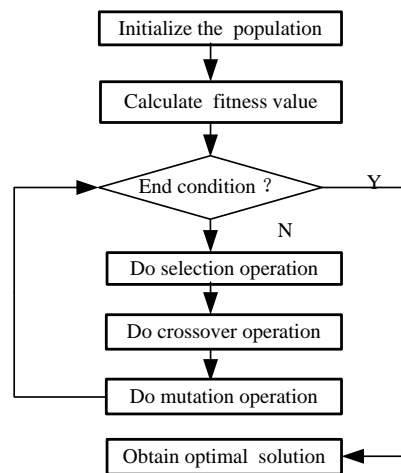 Initialize the population
Calculate fitness value
End condition ?
Y
N
Do selection operation
Do crossover operation
Do mutation operation
Obtain optimal solution